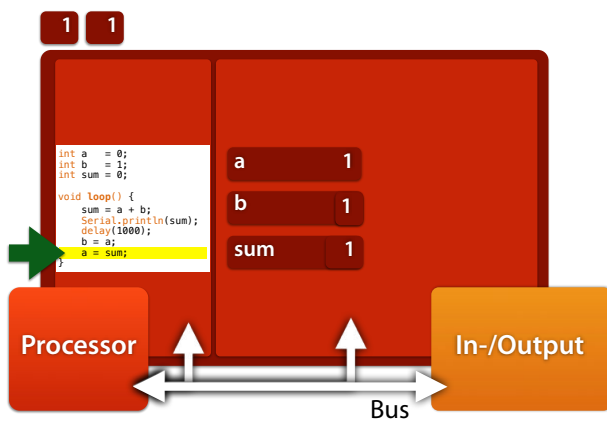 1 1
int a   = 0;
int b   = 1;
int sum = 0;
void loop() {
    sum = a + b;
    Serial.println(sum);
    delay(1000);
    b = a;
    a = sum;
}
a 1
b 1
sum 1
Processor
In-/Output
Bus